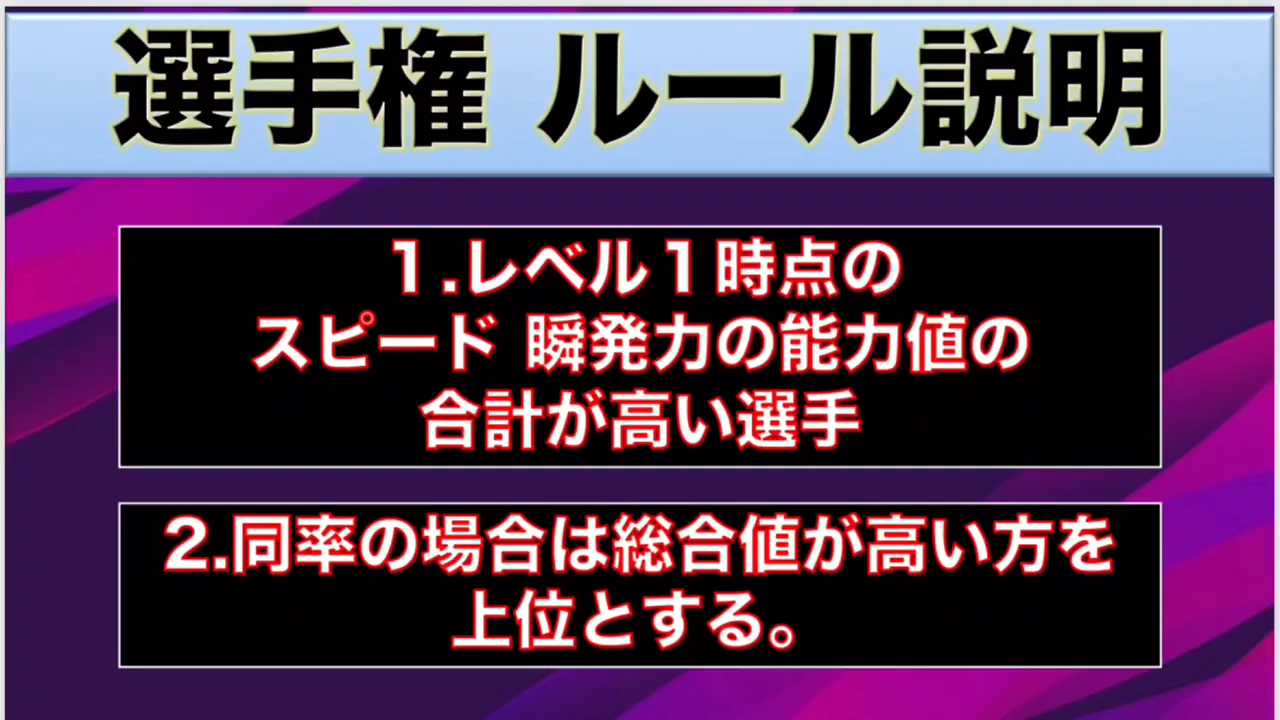 選手権 ルール説明
１.レベル１時点の
スピード 瞬発力の能力値の
合計が高い選手
2.同率の場合は総合値が高い方を
上位とする。